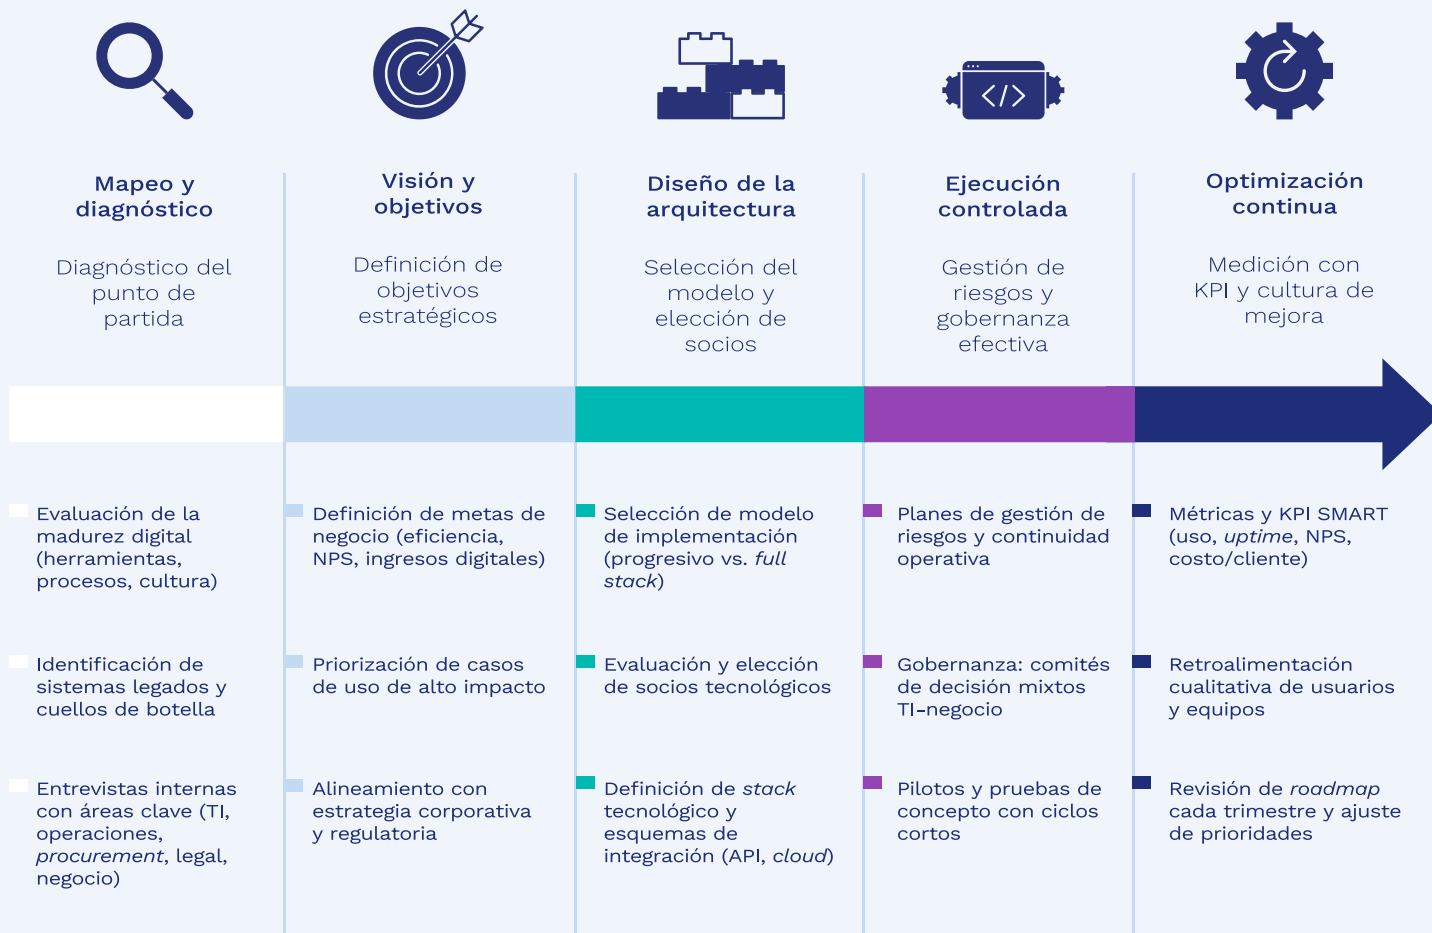 </>
Mapeo y
diagnóstico
Diagnóstico del
punto de
partida
Evaluación de la
madurez digital
(herramientas,
procesos, cultura)
Identificación de
sistemas legados y
cuellos de botella
Entrevistas internas
con áreas clave (TI,
operaciones,
procurement, legal,
negocio)
Visión y
objetivos
Definición de
objetivos
estratégicos
Definición de metas de
negocio (eficiencia,
NPS, ingresos digitales)
Priorización de casos
de uso de alto impacto
Alineamiento con
estrategia corporativa
y regulatoria
Diseño de la
arquitectura
Selección del
modelo y
elección de
socios
Selección de modelo
de implementación
(progresivo vs. full
stack)
Evaluación y elección
de socios tecnológicos
Definición de stack
tecnológico y
esquemas de
integración (API, cloud)
Ejecución
controlada
Gestión de
riesgos y
gobernanza
efectiva
Planes de gestión de
riesgos y continuidad
operativa
Gobernanza: comités
de decisión mixtos
TI-negocio
Pilotos y pruebas de
concepto con ciclos
cortos
Optimización
continua
Medición con
KPI y cultura de
mejora
Métricas y KPI SMART
(uso, uptime, NPS,
costo/cliente)
Retroalimentación
cualitativa de usuarios
y equipos
Revisión de roadmap
cada trimestre y ajuste
de prioridades